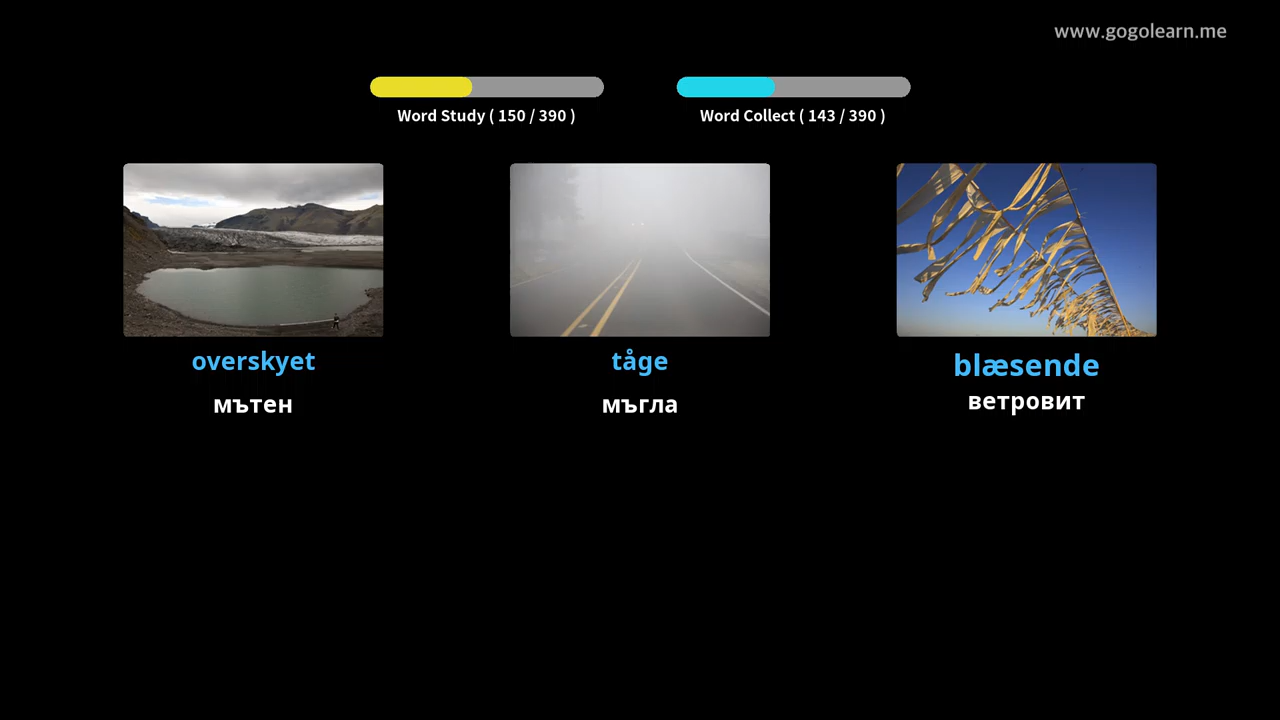 www.gogolearn.me
Word Study ( 150 / 390 )
Word Collect ( 143 / 390 )
overskyet
мътен
tåge
мъгла
blæsende
ветровит